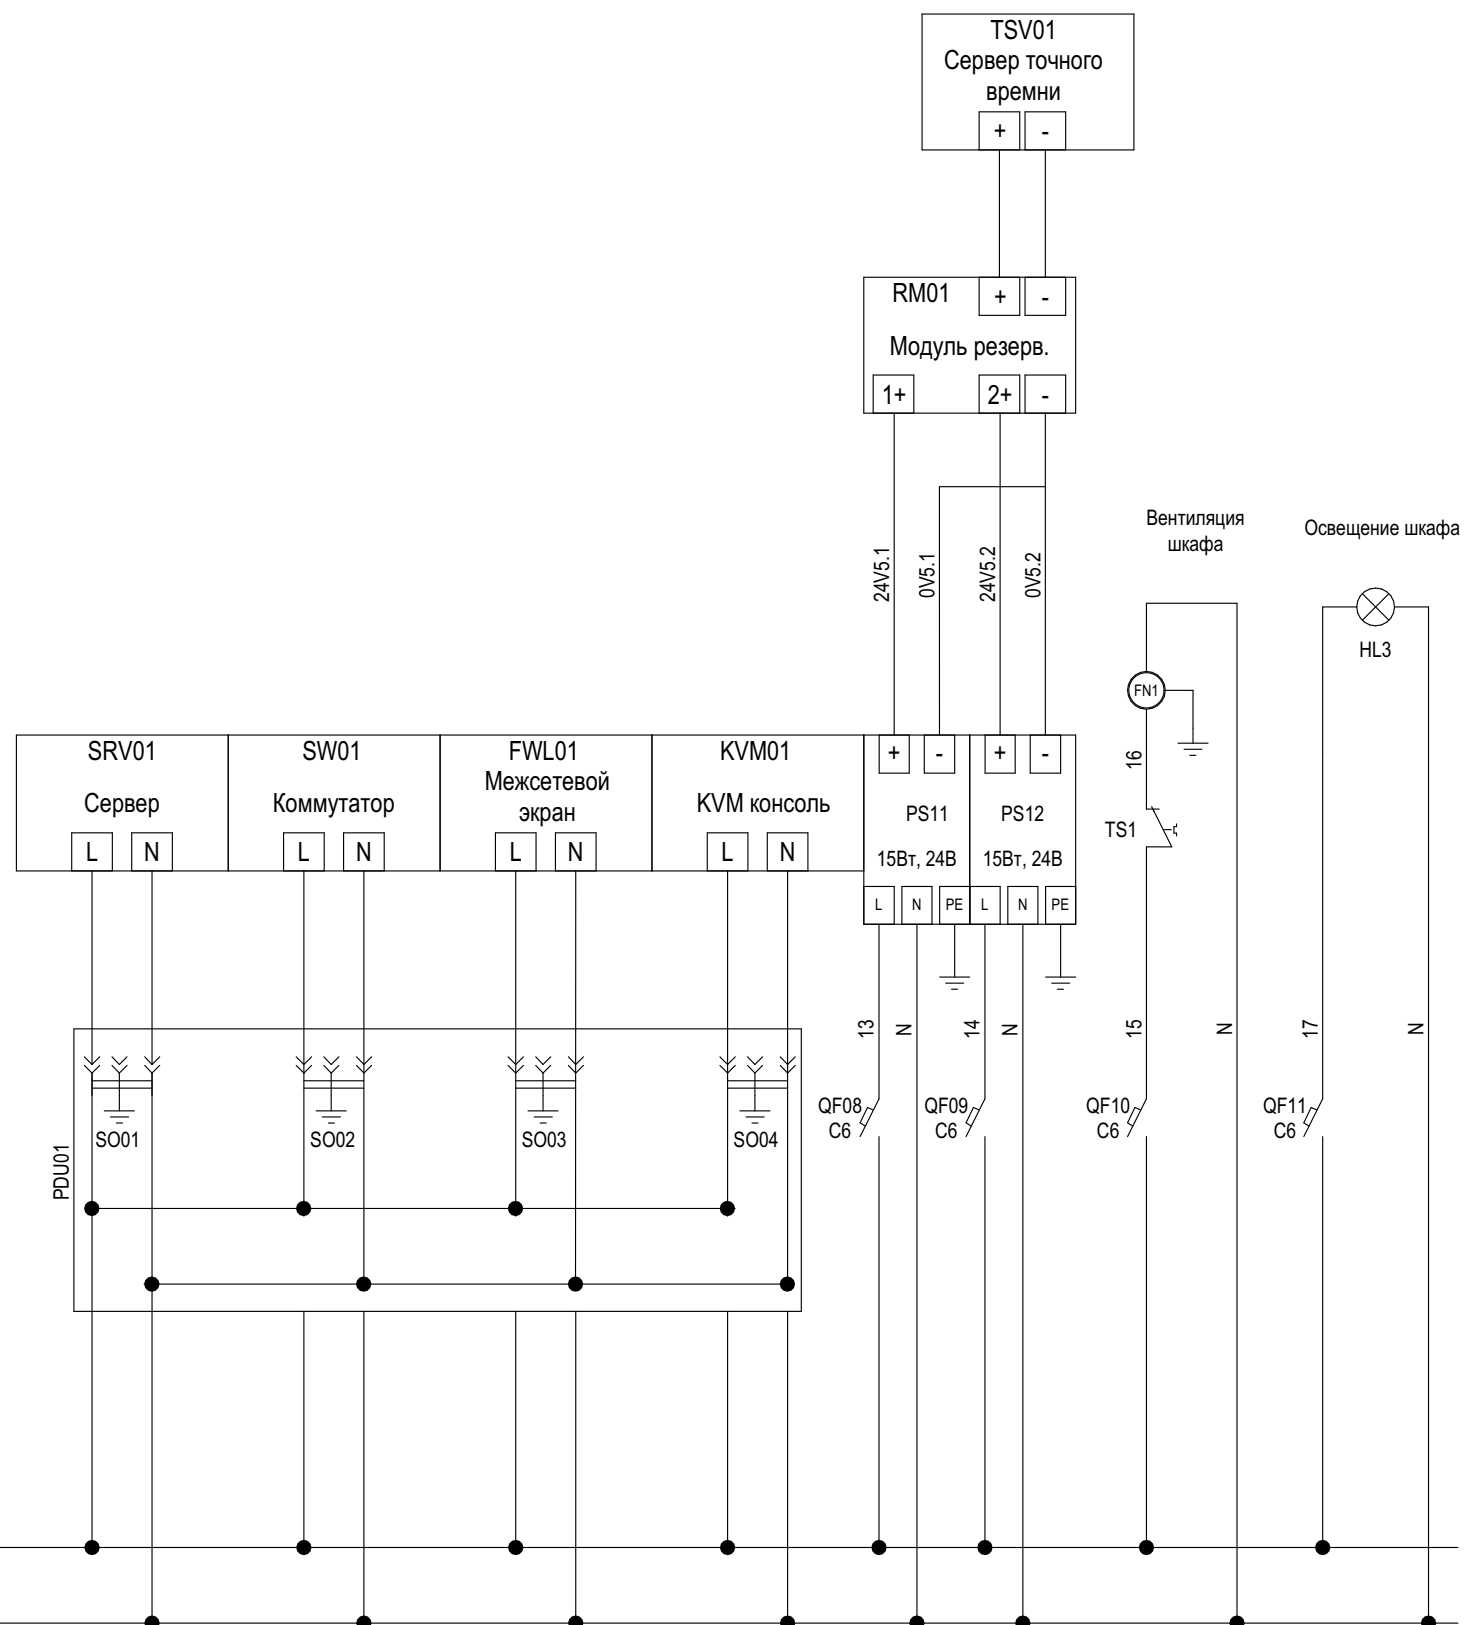 TSV01
Сервер точного
времни
+ -
RM01 + -
Модуль резерв.
1+ 2+ -
24V5.1 0V5.1 24V5.2 0V5.2
Вентиляция
шкафа
Освещение шкафа
HL3
FN1
16
TS1
SRV01
Сервер
L N
SW01
Коммутатор
L N
FWL01
Межсетевой
экран
L N
KVM01
KVM консоль
L N
+ -
PS11
15Вт, 24В
L N PE
+ -
PS12
15Вт, 24В
L N PE
13 N 14 N 15 N 17 N
PDU01
SO01 SO02 SO03 SO04
QF08
C6
QF09
C6
QF10
C6
QF11
C6